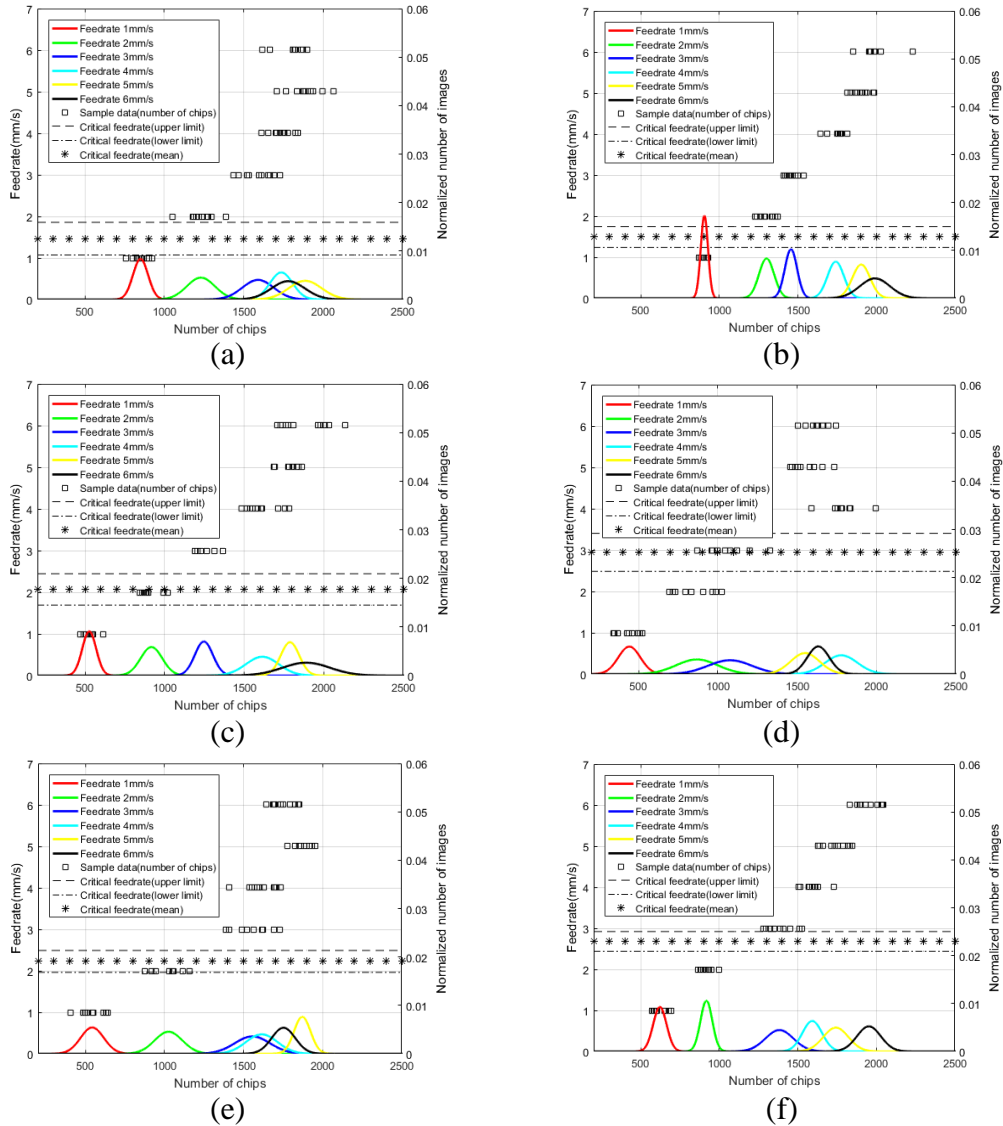 7
6
5
4
3
2
1
0
Feedrate(mm/s)
Feedrate 1mm/s
Feedrate 2mm/s
Feedrate 3mm/s
Feedrate 4mm/s
Feedrate 5mm/s
Feedrate 6mm/s
Sample data(number of chips)
Critical feedrate(upper limit)
Critical feedrate(lower limit)
Critical feedrate(mean)
0.06
0.05
0.04
0.03
0.02
0.01
0
Normalized number of images
500 1000 1500 2000 2500
Number of chips
(a)
7
6
5
4
3
2
1
0
Feedrate(mm/s)
Feedrate 1mm/s
Feedrate 2mm/s
Feedrate 3mm/s
Feedrate 4mm/s
Feedrate 5mm/s
Feedrate 6mm/s
Sample data(number of chips)
Critical feedrate(upper limit)
Critical feedrate(lower limit)
Critical feedrate(mean)
0.06
0.05
0.04
0.03
0.02
0.01
0
Normalized number of images
500 1000 1500 2000 2500
Number of chips
(b)
7
6
5
4
3
2
1
0
Feedrate(mm/s)
Feedrate 1mm/s
Feedrate 2mm/s
Feedrate 3mm/s
Feedrate 4mm/s
Feedrate 5mm/s
Feedrate 6mm/s
Sample data(number of chips)
Critical feedrate(upper limit)
Critical feedrate(lower limit)
Critical feedrate(mean)
0.06
0.05
0.04
0.03
0.02
0.01
0
Normalized number of images
500 1000 1500 2000 2500
Number of chips
(c)
7
6
5
4
3
2
1
0
Feedrate(mm/s)
Feedrate 1mm/s
Feedrate 2mm/s
Feedrate 3mm/s
Feedrate 4mm/s
Feedrate 5mm/s
Feedrate 6mm/s
Sample data(number of chips)
Critical feedrate(upper limit)
Critical feedrate(lower limit)
Critical feedrate(mean)
0.06
0.05
0.04
0.03
0.02
0.01
0
Normalized number of images
500 1000 1500 2000 2500
Number of chips
(d)
7
6
5
4
3
2
1
0
Feedrate(mm/s)
Feedrate 1mm/s
Feedrate 2mm/s
Feedrate 3mm/s
Feedrate 4mm/s
Feedrate 5mm/s
Feedrate 6mm/s
Sample data(number of chips)
Critical feedrate(upper limit)
Critical feedrate(lower limit)
Critical feedrate(mean)
0.06
0.05
0.04
0.03
0.02
0.01
0
Normalized number of images
500 1000 1500 2000 2500
Number of chips
(e)
7
6
5
4
3
2
1
0
Feedrate(mm/s)
Feedrate 1mm/s
Feedrate 2mm/s
Feedrate 3mm/s
Feedrate 4mm/s
Feedrate 5mm/s
Feedrate 6mm/s
Sample data(number of chips)
Critical feedrate(upper limit)
Critical feedrate(lower limit)
Critical feedrate(mean)
0.06
0.05
0.04
0.03
0.02
0.01
0
Normalized number of images
500 1000 1500 2000 2500
Number of chips
(f)